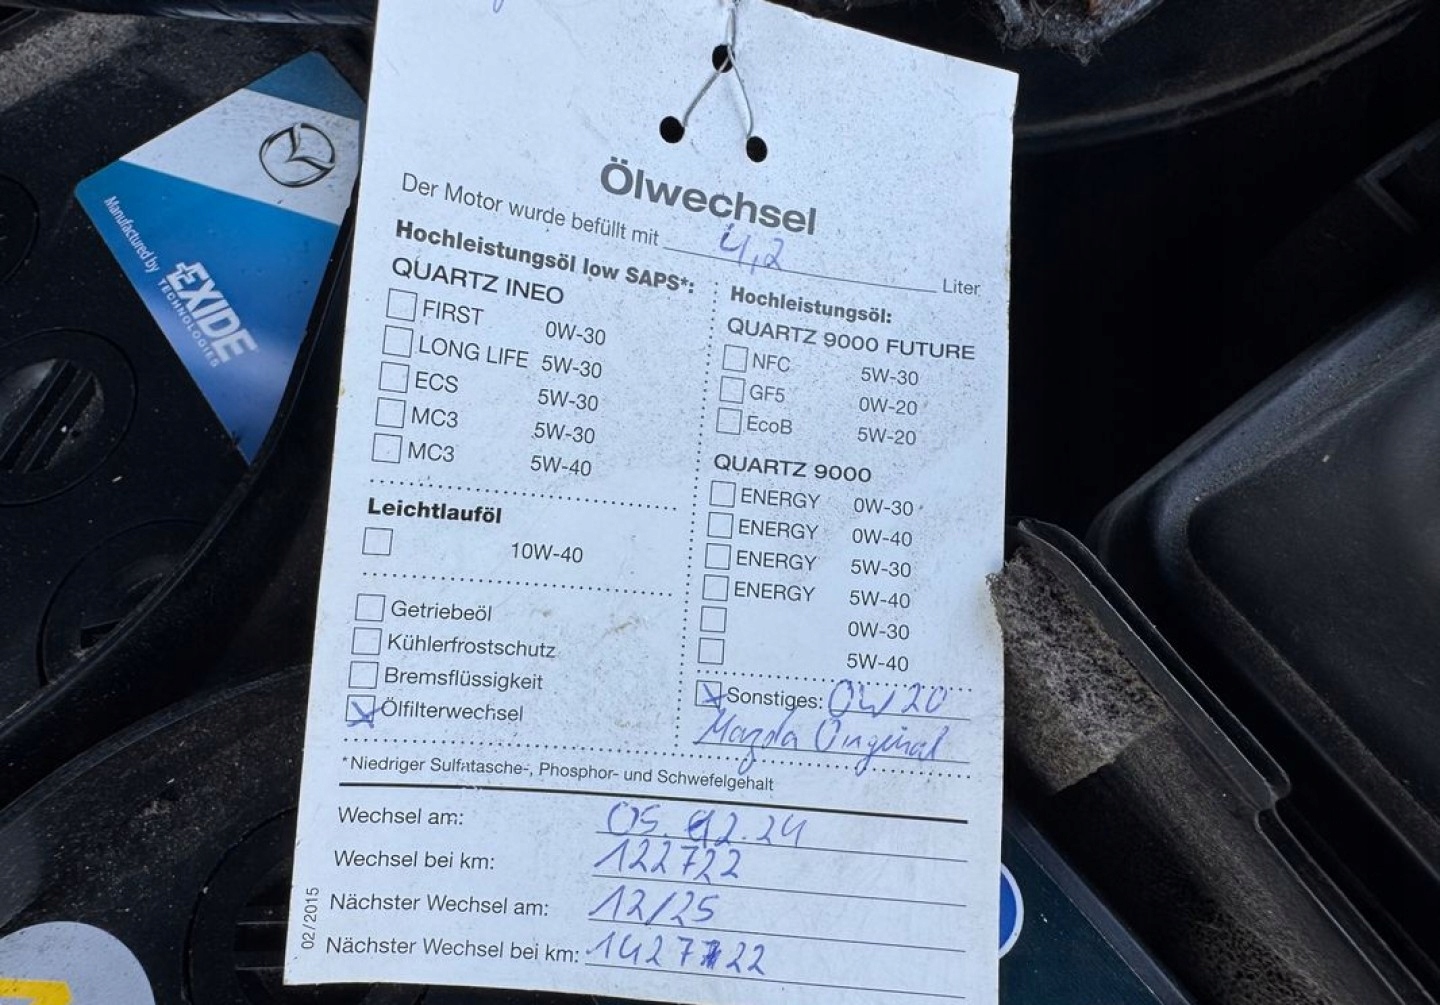 Manufactured by
EXIDE
TECHNOLOGIES
Ölwechsel
Der Motor wurde befüllt mit 4,2 Liter
Hochleistungsöl low SAPS*:
QUARTZ INEO
FIRST 0W-30
LONG LIFE 5W-30
ECS 5W-30
MC3 5W-30
MC3 5W-40
Leichtlauföl
10W-40
Getriebeöl
Kühlerfrostschutz
Bremsflüssigkeit
Ölfilterwechsel
Hochleistungsöl:
QUARTZ 9000 FUTURE
NFC 5W-30
GF5 0W-20
EcoB 5W-20
QUARTZ 9000
ENERGY 0W-30
ENERGY 0W-40
ENERGY 5W-30
ENERGY 5W-40
0W-30
5W-40
Sonstiges: 0W20
Mazda Original
*Niedriger Sulfatasche-, Phosphor- und Schwefelgehalt
Wechsel am: 05.12.24
Wechsel bei km: 122722
Nächster Wechsel am: 12/25
Nächster Wechsel bei km: 142722
02/2015